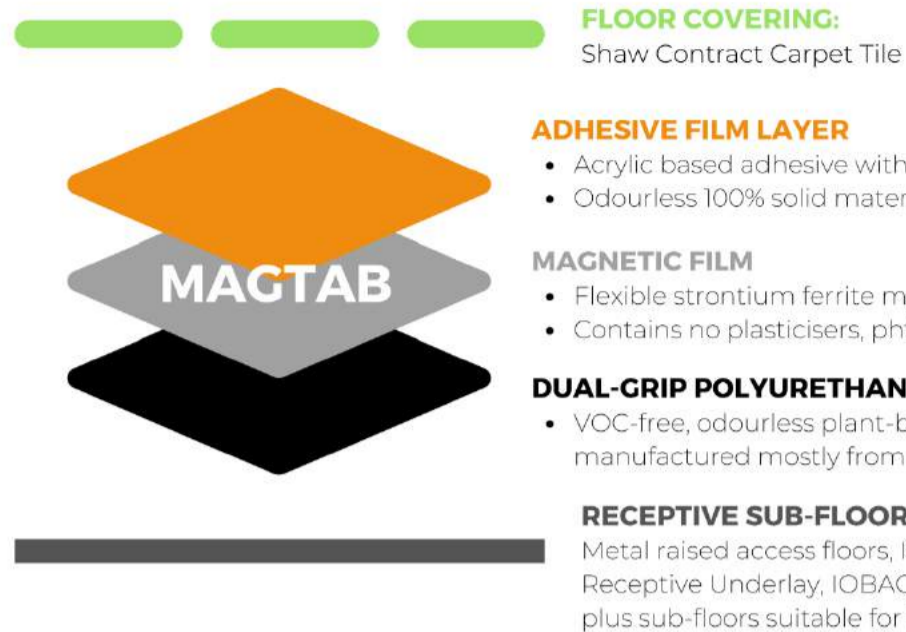 FLOOR COVERING:
Shaw Contract Carpet Tile
ADHESIVE FILM LAYER
• Acrylic based adhesive with
• Odourless 100% solid mater
MAGTAB
MAGNETIC FILM
• Flexible strontium ferrite m
• Contains no plasticisers, ph
DUAL-GRIP POLYURETHAN
• VOC-free, odourless plant-b
manufactured mostly from
RECEPTIVE SUB-FLOOR
Metal raised access floors, I
Receptive Underlay, IOBAC
plus sub-floors suitable for